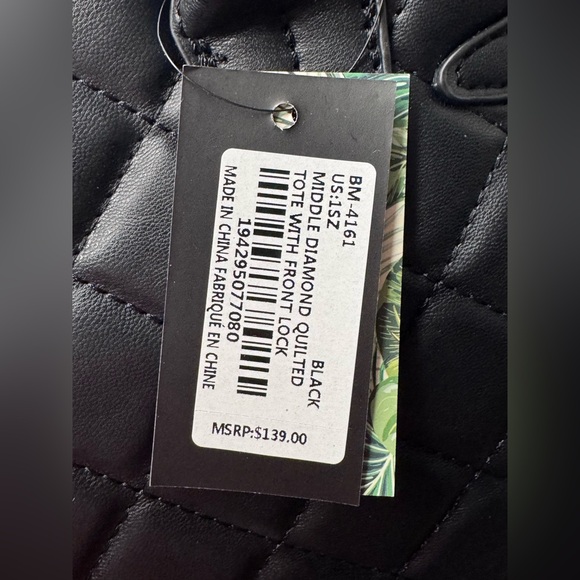 BM-4161
US:1SZ BLACK
MIDDLE DIAMOND QUILTED
TOTE WITH FRONT LOCK
194295077080
MADE IN CHINA FABRIQUÉ EN CHINE
MSRP:$139.00